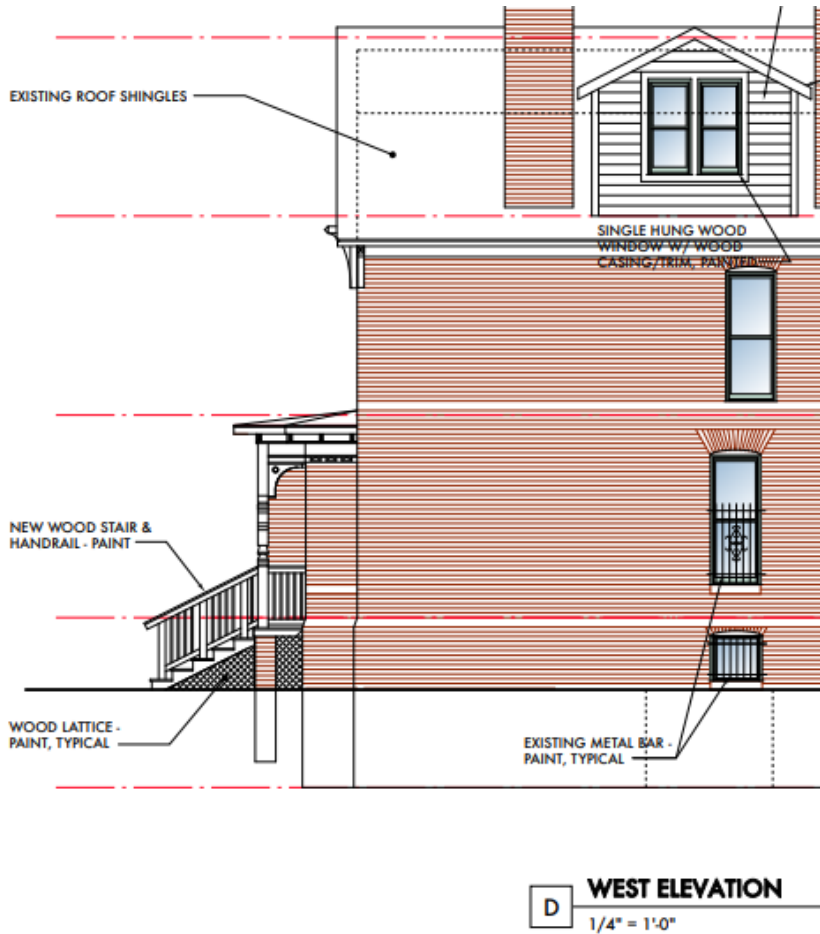 EXISTING ROOF SHINGLES
SINGLE HUNG WOOD
WINDOW W/ WOOD
CASING/TRIM, PAINTED
NEW WOOD STAIR &
HANDRAIL - PAINT
WOOD LATTICE -
PAINT, TYPICAL
EXISTING METAL BAR -
PAINT, TYPICAL
D
WEST ELEVATION
1/4" = 1'-0"